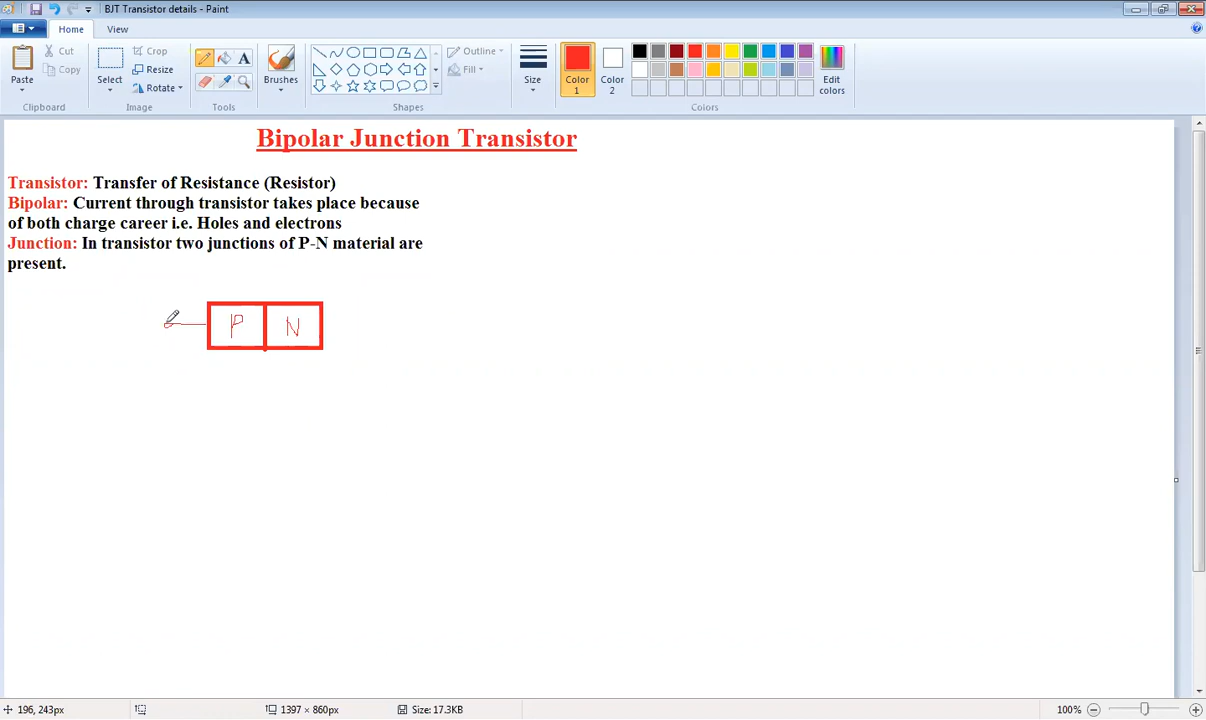 BJT Transistor details - Paint
Home View
Paste
Cut
Copy
Clipboard
Select
Crop
Resize
Rotate
Image
A
Tools
Brushes
Outline
Fill
Shapes
Size
Color 1
Color 2
Edit colors
Colors
Bipolar Junction Transistor
Transistor: Transfer of Resistance (Resistor)
Bipolar: Current through transistor takes place because
of both charge career i.e. Holes and electrons
Junction: In transistor two junctions of P-N material are
present.
P N
196, 243px 1397 × 860px Size: 17.3KB 100%